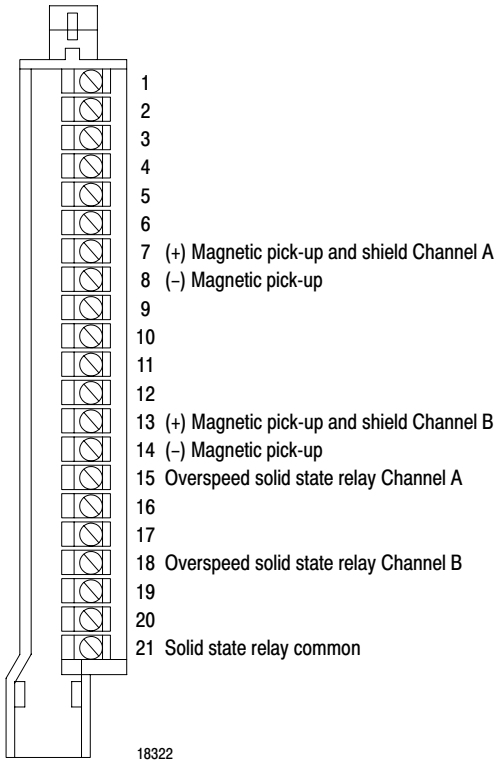 1
2
3
4
5
6
7 (+) Magnetic pick-up and shield Channel A
8 (–) Magnetic pick-up
9
10
11
12
13 (+) Magnetic pick-up and shield Channel B
14 (–) Magnetic pick-up
15 Overspeed solid state relay Channel A
16
17
18 Overspeed solid state relay Channel B
19
20
21 Solid state relay common
18322